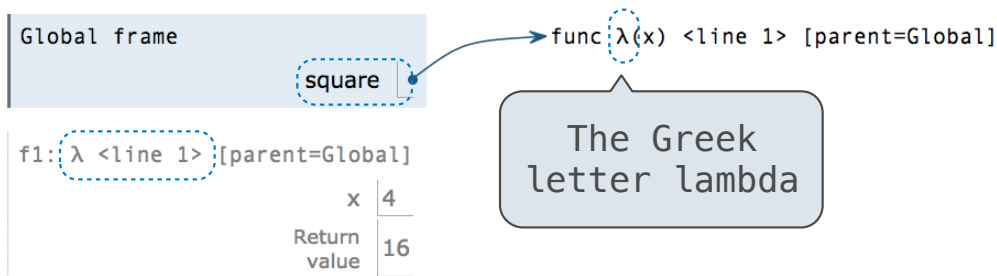 Global frame
square
func λ(x) <line 1> [parent=Global]
The Greek
letter lambda
f1: λ <line 1> [parent=Global]
x 4
Return
value 16